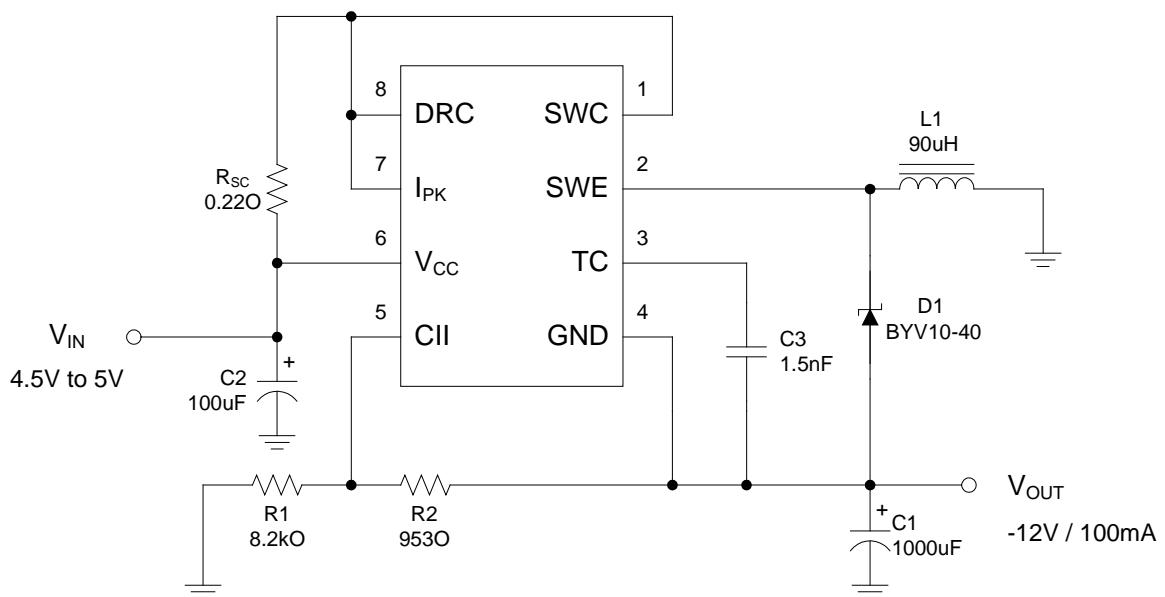 8
DRC
SWC
1
7
I_PK
SWE
2
6
V_CC
TC
3
5
CII
GND
4
R_SC
0.22O
L1
90uH
V_IN
4.5V to 5V
C2
100uF
+
C3
1.5nF
D1
BYV10-40
R1
8.2kO
R2
953O
+
C1
1000uF
V_OUT
-12V / 100mA